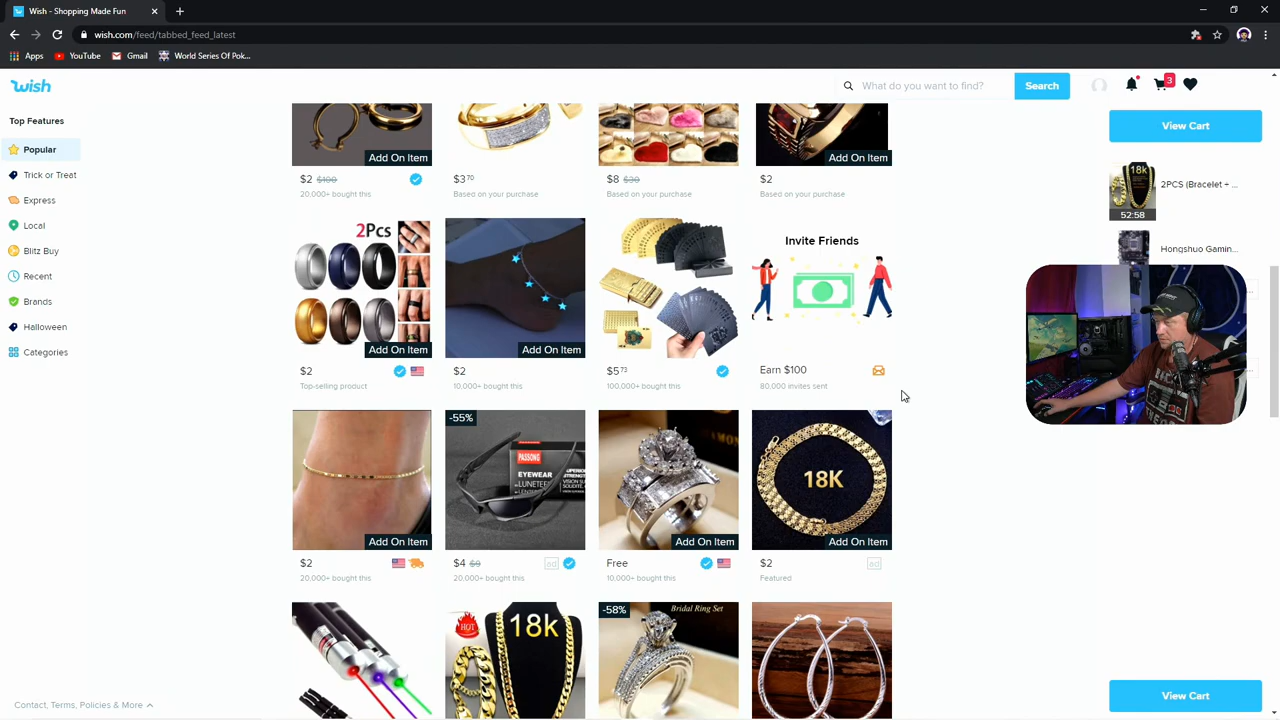 Wish - Shopping Made Fun
wish.com/feed/tabbed_feed_latest
Apps
YouTube
Gmail
World Series Of Pok...
wish
What do you want to find?
Search
3
Top Features
Popular
Trick or Treat
Express
Local
Blitz Buy
Recent
Brands
Halloween
Categories
Add On Item
Add On Item
$2 $100
20,000+ bought this
$3 70
Based on your purchase
$8 $30
Based on your purchase
$2
Based on your purchase
2Pcs
Add On Item
Add On Item
Invite Friends
$2
Top-selling product
$2
10,000+ bought this
$5 73
100,000+ bought this
Earn $100
80,000 invites sent
Add On Item
-55%
PASSONG
EYEWEAR
Add On Item
18K
Add On Item
$2
20,000+ bought this
$4 $9
ad
20,000+ bought this
Free
10,000+ bought this
$2
ad
Featured
HOT
18k
-58%
Bridal Ring Set
View Cart
18k
52:58
2PCS (Bracelet + ...
Hongshuo Gamin...
View Cart
Contact, Terms, Policies & More